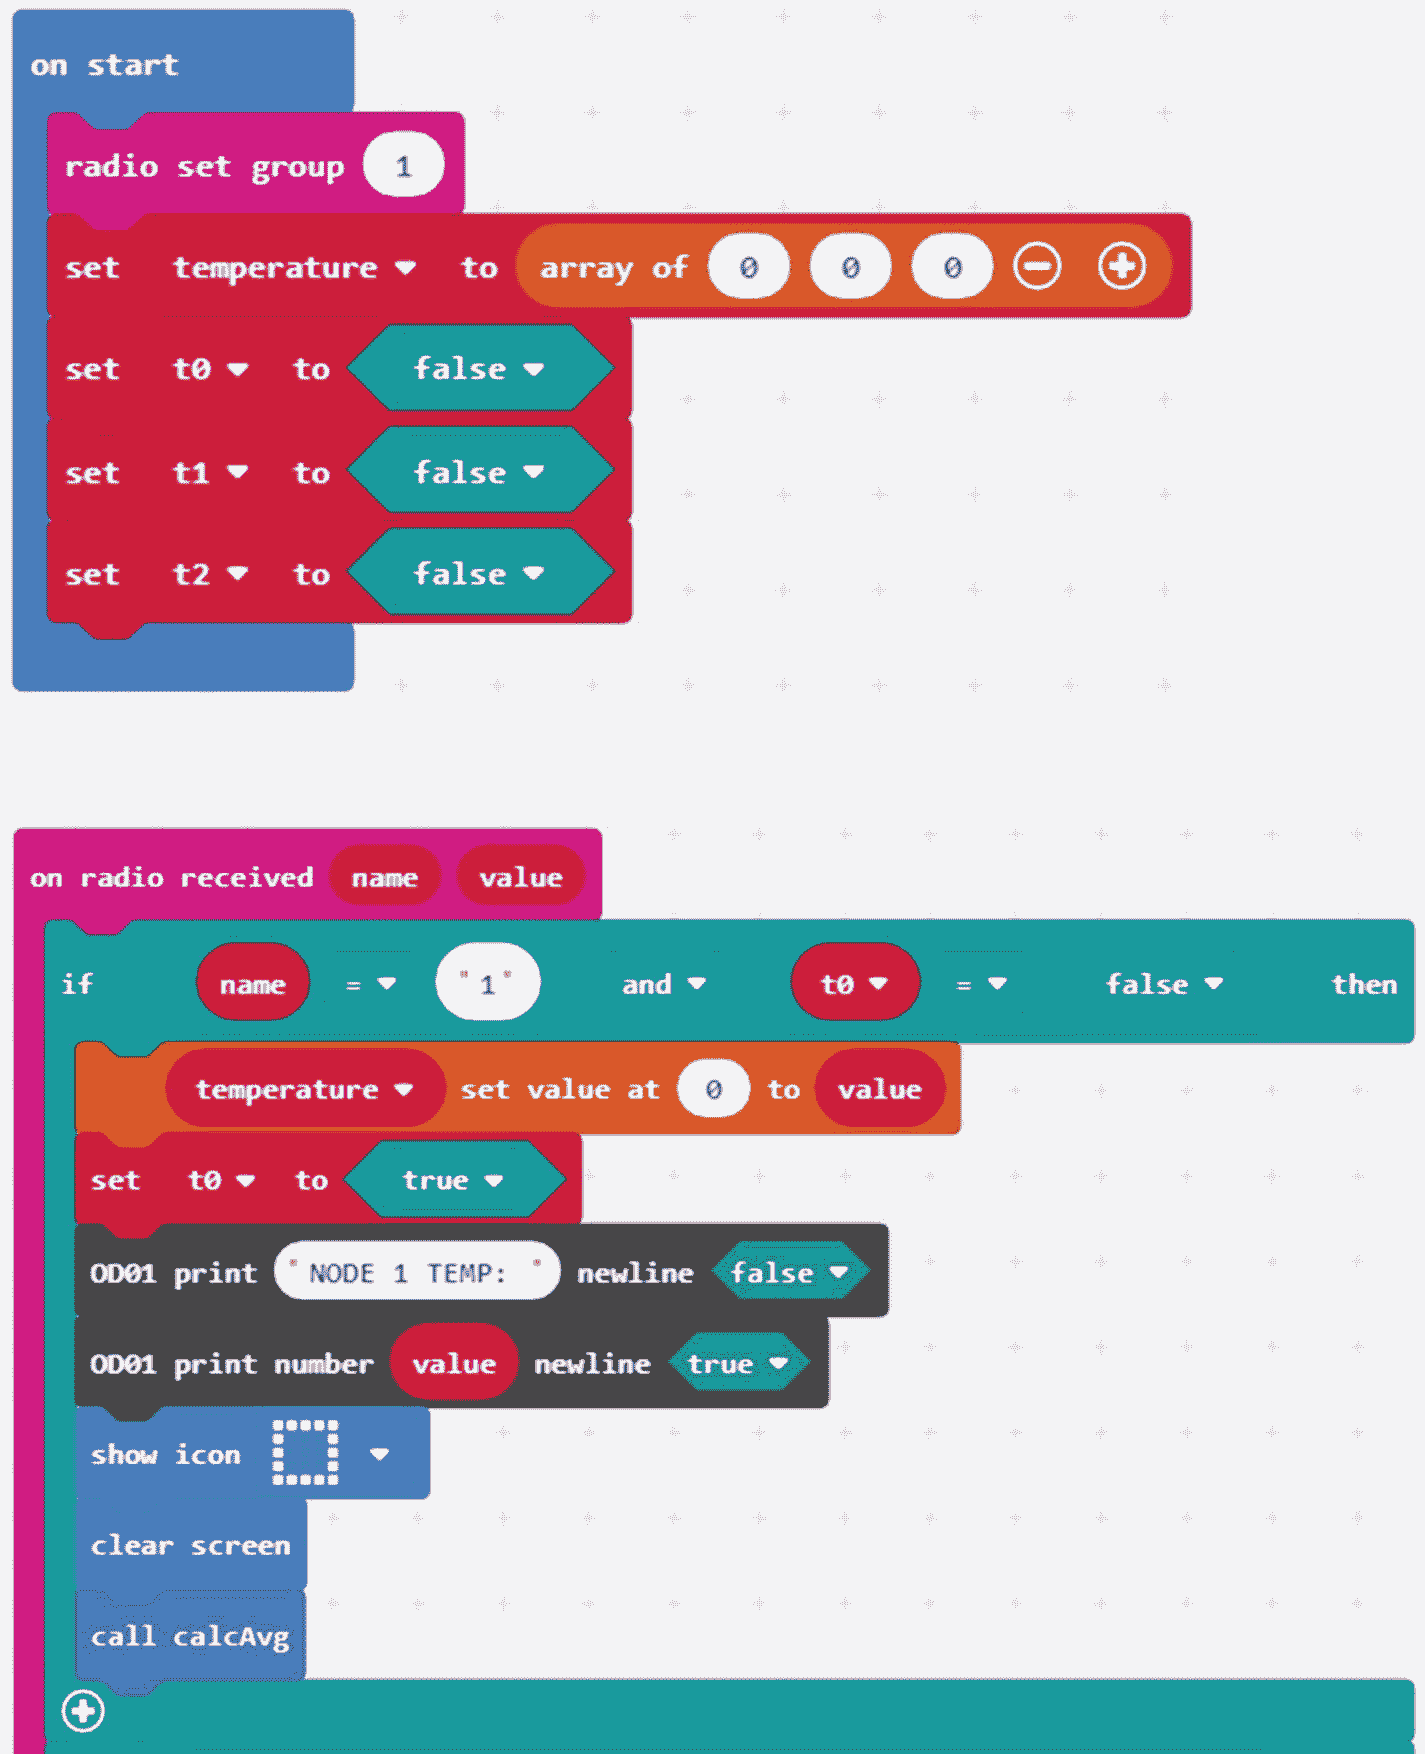 on start
radio set group 1
set temperature to array of 0 0 0
set t0 to false
set t1 to false
set t2 to false
on radio received name value
if name = "1" and t0 = false then
temperature set value at 0 to value
set t0 to true
OD01 print "NODE 1 TEMP: " newline false
OD01 print number value newline true
show icon
clear screen
call calcAvg